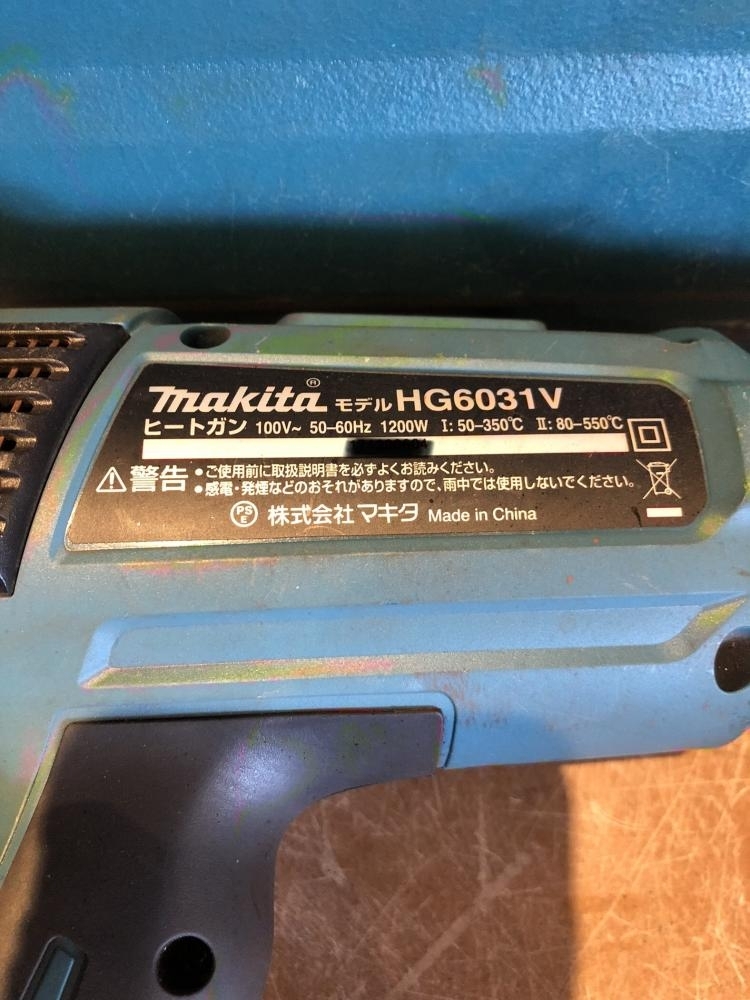 makita® モデル HG6031V
ヒートガン 100V~ 50-60Hz 1200W Ⅰ: 50-350℃ Ⅱ: 80-550℃
警告 •ご使用前に取扱説明書を必ずよくお読みください。
•感電・発煙などのおそれがありますので、雨中では使用しないでください。
PSE 株式会社 マキタ Made in China